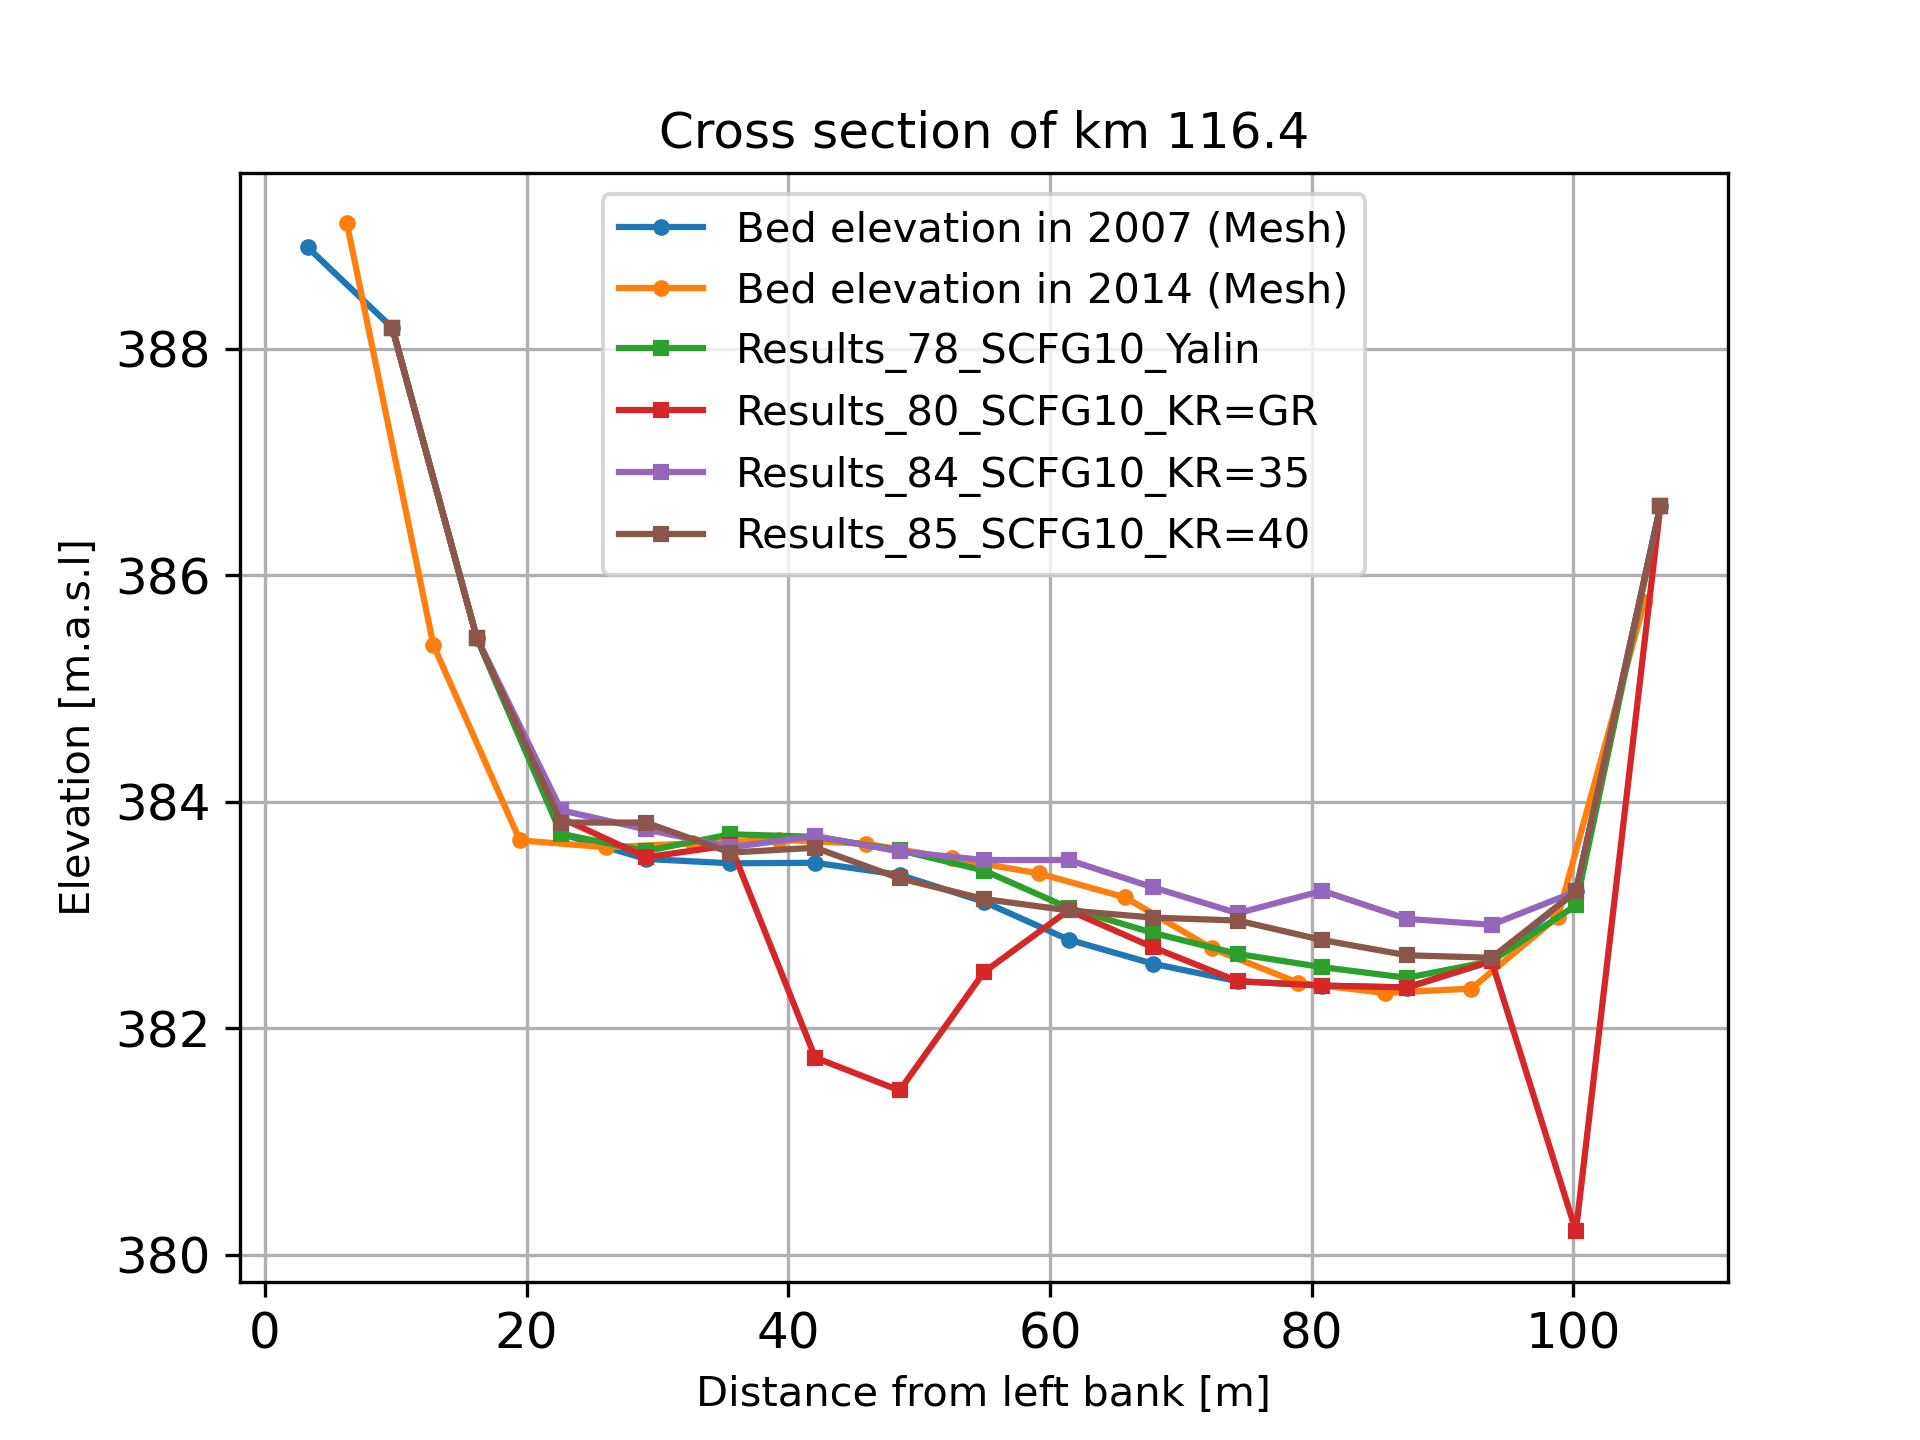 Cross section of km 116.4
Bed elevation in 2007 (Mesh)
Bed elevation in 2014 (Mesh)
Results_78_SCFG10_Yalin
Results_80_SCFG10_KR=GR
Results_84_SCFG10_KR=35
Results_85_SCFG10_KR=40
Elevation [m.a.s.l]
388
386
384
382
380
0 20 40 60 80 100
Distance from left bank [m]